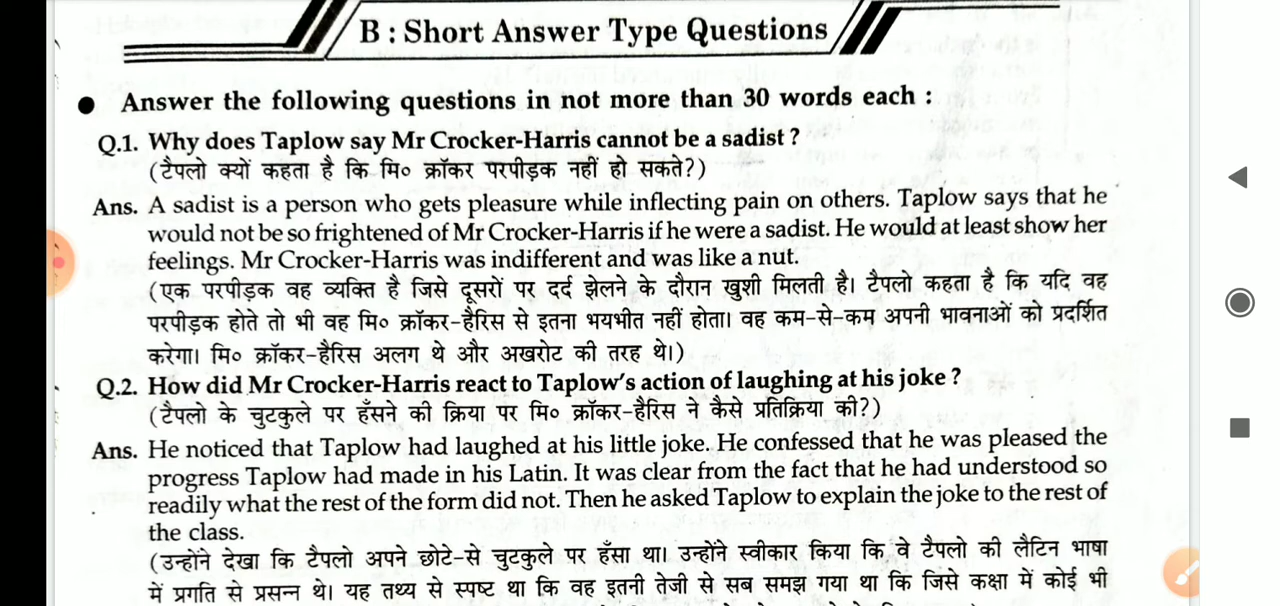 B : Short Answer Type Questions
● Answer the following questions in not more than 30 words each :
Q.1. Why does Taplow say Mr Crocker-Harris cannot be a sadist ?
(टैपलो क्यों कहता है कि मि० क्रॉकर परपीड़क नहीं हो सकते?)
Ans. A sadist is a person who gets pleasure while inflecting pain on others. Taplow says that he
would not be so frightened of Mr Crocker-Harris if he were a sadist. He would at least show her
feelings. Mr Crocker-Harris was indifferent and was like a nut.
(एक परपीड़क वह व्यक्ति है जिसे दूसरों पर दर्द झेलने के दौरान खुशी मिलती है। टैपलो कहता है कि यदि वह
परपीड़क होते तो भी वह मि० क्रॉकर-हैरिस से इतना भयभीत नहीं होता। वह कम-से-कम अपनी भावनाओं को प्रदर्शित
करेगा। मि० क्रॉकर-हैरिस अलग थे और अखरोट की तरह थे।)
Q.2. How did Mr Crocker-Harris react to Taplow's action of laughing at his joke ?
(टैपलो के चुटकुले पर हँसने की क्रिया पर मि० क्रॉकर-हैरिस ने कैसे प्रतिक्रिया की?)
Ans. He noticed that Taplow had laughed at his little joke. He confessed that he was pleased the
progress Taplow had made in his Latin. It was clear from the fact that he had understood so
readily what the rest of the form did not. Then he asked Taplow to explain the joke to the rest of
the class.
(उन्होंने देखा कि टैपलो अपने छोटे-से चुटकुले पर हँसा था। उन्होंने स्वीकार किया कि वे टैपलो की लैटिन भाषा
में प्रगति से प्रसन्न थे। यह तथ्य से स्पष्ट था कि वह इतनी तेजी से सब समझ गया था कि जिसे कक्षा में कोई भी